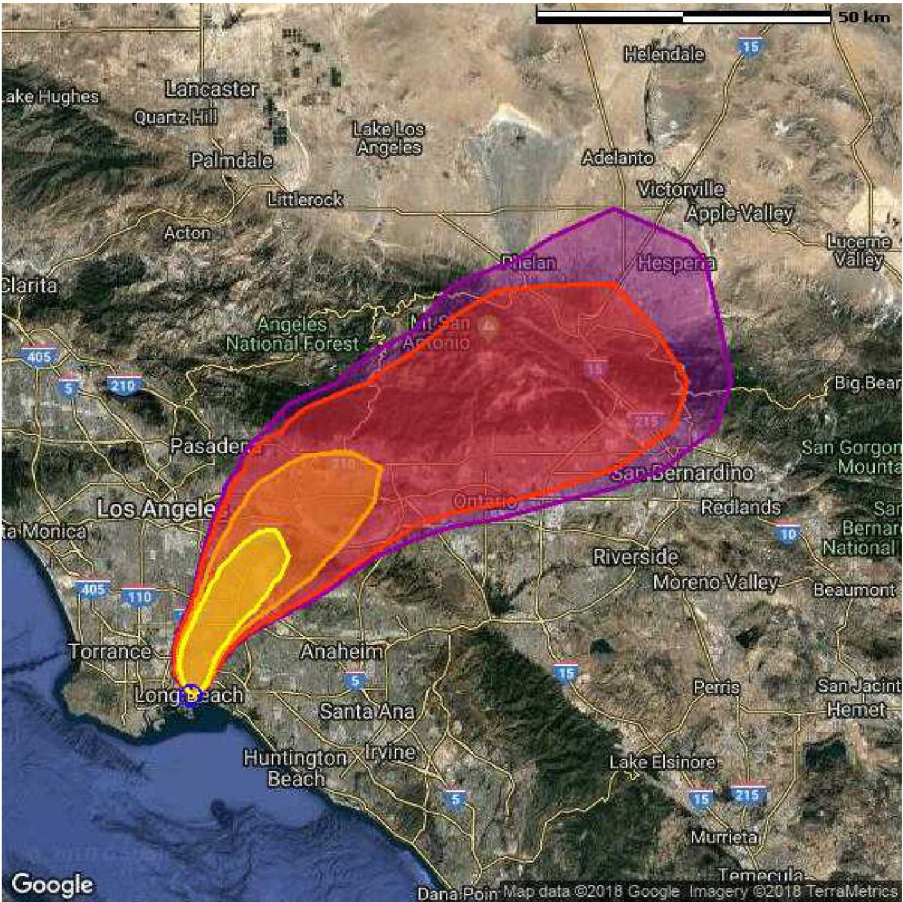 50 km
15
Helendale
Lancaster
ake Hughes
Quartz Hill
Lake Los
Angeles
Palmdale
Adelanto
Victorville
Littlerock
Apple Valley
Acton
Lucerne
Valley
Phelan
Hesperia
Clarita
Angeles
National Forest
Mt San
Antonio
405
5
210
15
Big Bear
215
Pasadena
210
San Gorgon
Mounta
San Bernardino
Los Angeles
Ontario
Redlands
San
Bernard
National
ta Monica
10
Riverside
Moreno Valley
405
110
Beaumont
Torrance
Anaheim
5
15
Long Beach
Perris
San Jacint
Hemet
Santa Ana
Huntington
Beach
Irvine
Lake Elsinore
5
15
215
Murrieta
Temecula
Google
Dana Poin
Map data ©2018 Google Imagery ©2018 TerraMetrics